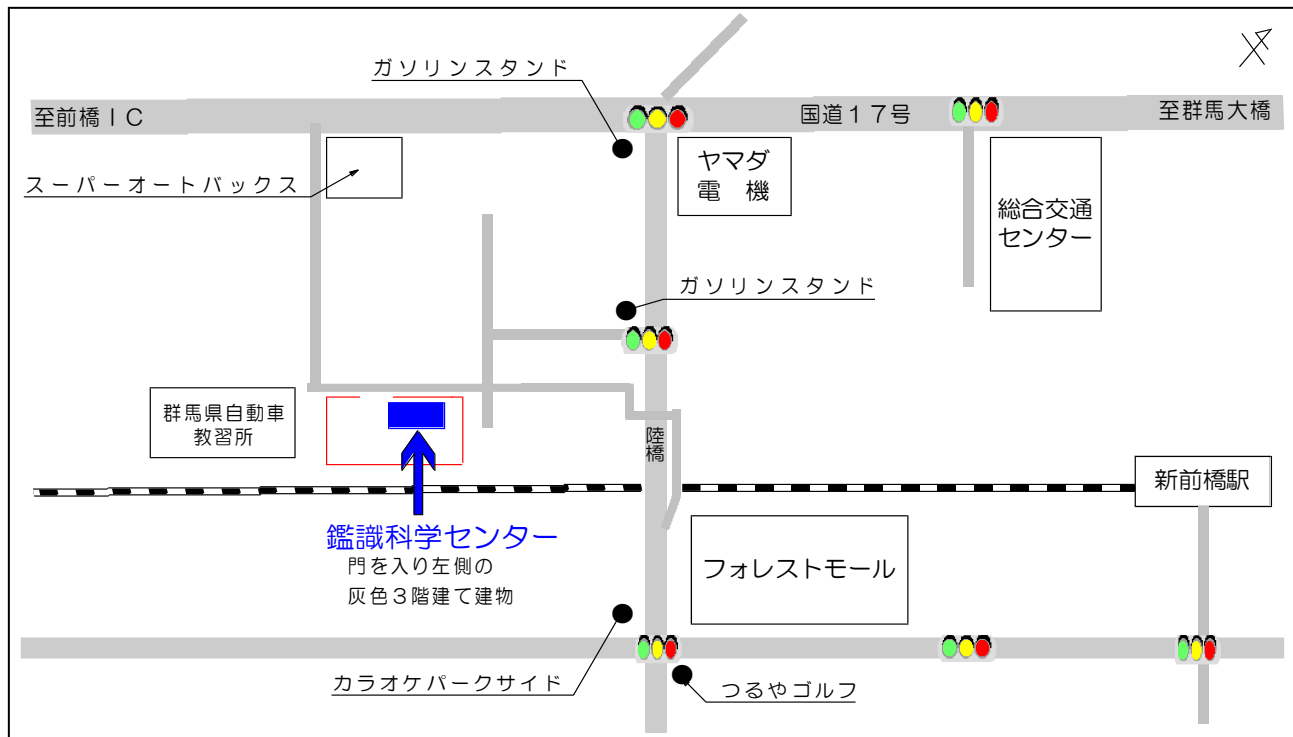 ガソリンスタンド
至前橋ＩＣ
国道１７号
至群馬大橋
ヤマダ
電　機
スーパーオートバックス
総合交通
センター
ガソリンスタンド
群馬県自動車
教習所
陸橋
新前橋駅
鑑識科学センター
門を入り左側の
灰色３階建て建物
フォレストモール
カラオケパークサイド
つるやゴルフ